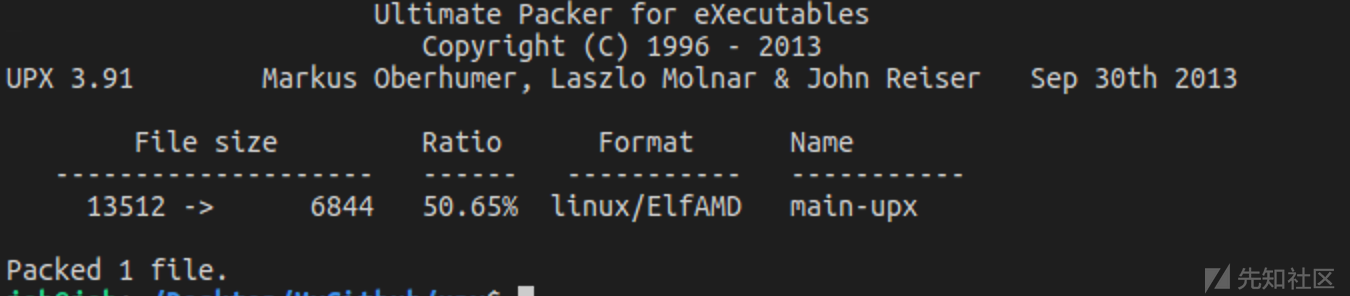 Ultimate Packer for eXecutables
Copyright (C) 1996 - 2013
UPX 3.91 Markus Oberhumer, Laszlo Molnar & John Reiser Sep 30th 2013
File size Ratio Format Name
-------------------- ------ ----------- -----------
13512 -> 6844 50.65% linux/ElfAMD main-upx
Packed 1 file.
先知社区